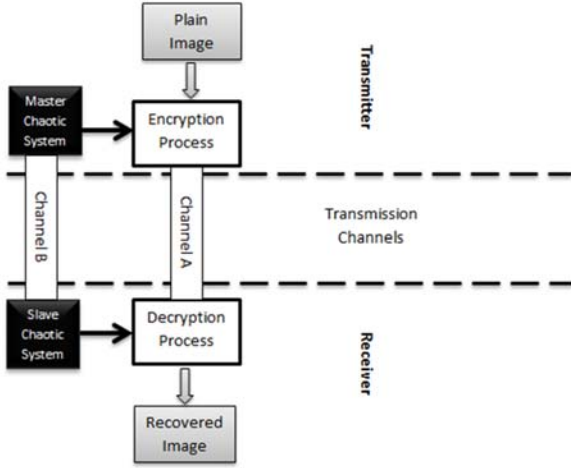 Plain
Image
Transmitter
Master
Chaotic
System
Encryption
Process
Channel B
Channel A
Transmission
Channels
Slave
Chaotic
System
Decryption
Process
Receiver
Recovered
Image